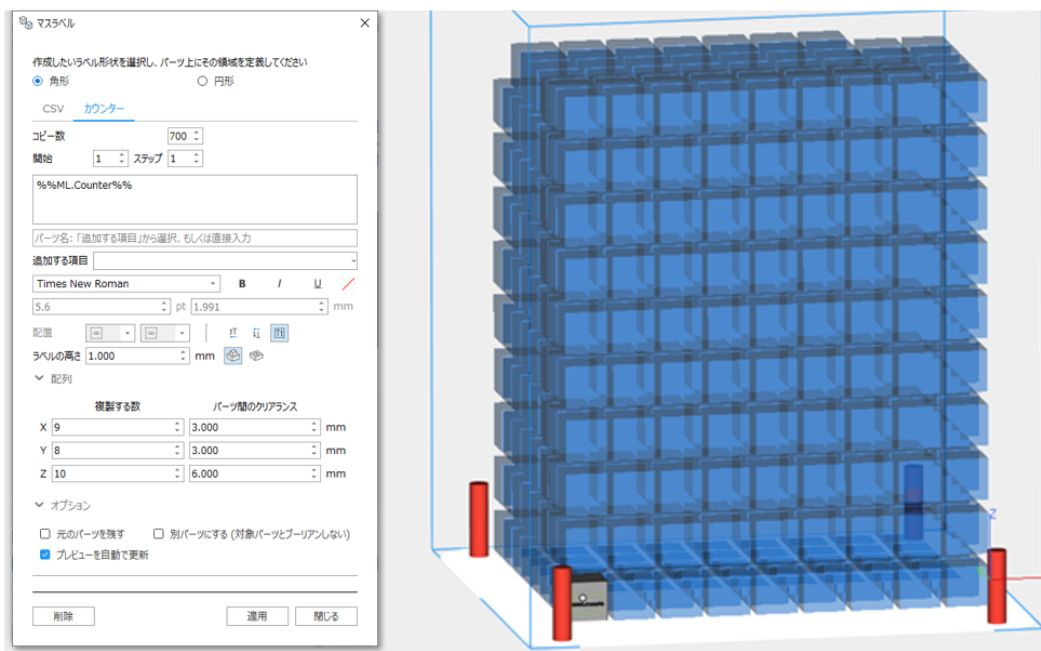 マスラベル
作成したいラベル形状を選択し、パーツ上にその領域を定義してください
角形 円形
CSV カウンター
コピー数 700
開始 1 ステップ 1
%%ML.Counter%%
パーツ名: 「追加する項目」から選択、もしくは直接入力
追加する項目
Times New Roman B I U
5.6 pt 1.991 mm
配置
ラベルの高さ 1.000 mm
配列
複製する数 パーツ間のクリアランス
X 9 3.000 mm
Y 8 3.000 mm
Z 10 6.000 mm
オプション
元のパーツを残す 別パーツにする (対象パーツとブーリアンしない)
プレビューを自動で更新
削除 適用 閉じる
Z